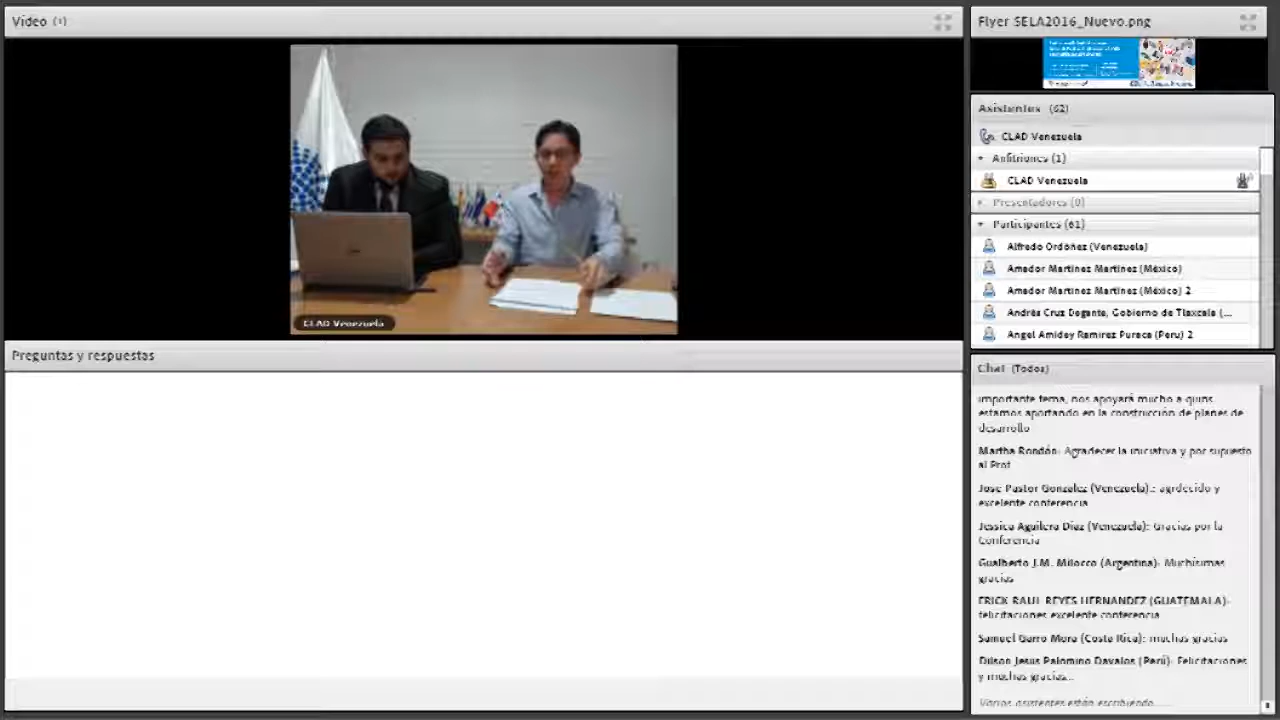 Video (1)
CLAD Venezuela
Preguntas y respuestas
Flyer SELA2016_Nuevo.png
Asistentes (62)
CLAD Venezuela
Anfitriones (1)
CLAD Venezuela
Presentadores (0)
Participantes (61)
Alfredo Ordóñez (Venezuela)
Amador Martinez Martinez (México)
Amador Martinez Martinez (México) 2
Andrés Cruz Degante, Gobierno de Tlaxcala (...
Angel Amidey Ramirez Puraca (Peru) 2
Chat (Todos)
importante tema, nos apoyará mucho a quins
estamos aportando en la construcción de planes de
desarrollo
Martha Rondón: Agradecer la iniciativa y por supuesto
al Prof
Jose Pastor Gonzalez (Venezuela).: agrdecido y
excelente conferencia
Jessica Aguilera Diaz (Venezuela): Gracias por la
Conferencia
Gualberto J.M. Milocco (Argentina): Muchísimas
gracias
ERICK RAUL REYES HERNANDEZ (GUATEMALA):
felicitaciones excelente conferencia
Samuel Garro Mora (Costa Rica): muchas gracias
Dilson Jesus Palomino Davalos (Perú): Felicitaciones
y muchas gracias...
Varios asistentes están escribiendo...